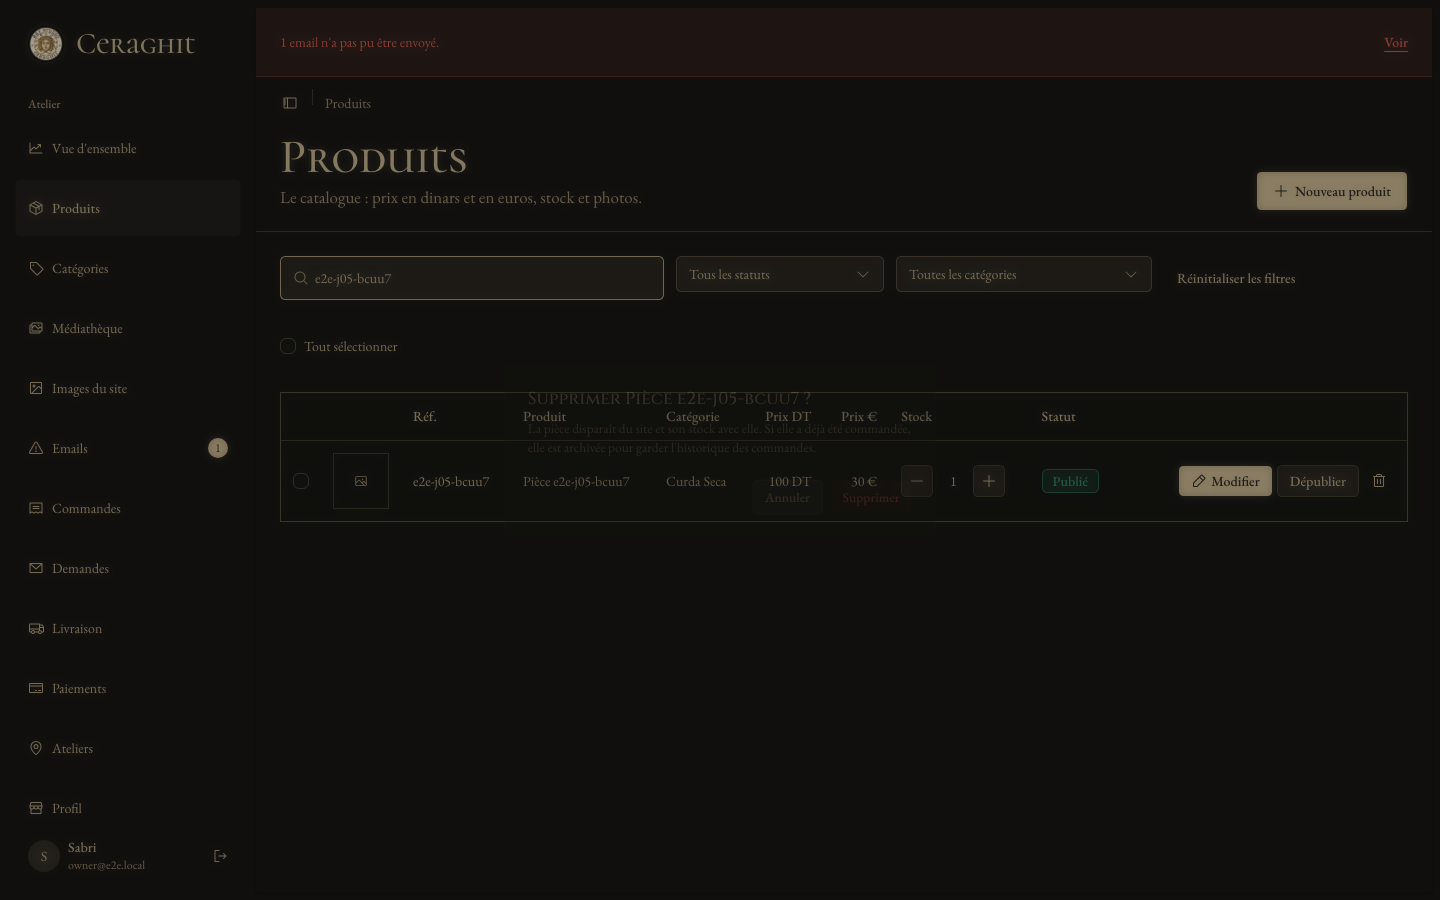 Ceraghit
1 email n'a pas pu être envoyé.
Voir
Atelier
Vue d'ensemble
Produits
Catégories
Médiathèque
Images du site
Emails
1
Commandes
Demandes
Livraison
Paiements
Ateliers
Profil
S
Sabri
owner@e2e.local
Produits
Produits
Le catalogue : prix en dinars et en euros, stock et photos.
Nouveau produit
e2e-j05-bcuu7
Tous les statuts
Toutes les catégories
Réinitialiser les filtres
Tout sélectionner
Supprimer Pièce e2e-j05-bcuu7 ?
La pièce disparaît du site et son stock avec elle. Si elle a déjà été commandée,
elle est archivée pour garder l'historique des commandes.
Annuler
Supprimer
Réf.
Produit
Catégorie
Prix DT
Prix €
Stock
Statut
e2e-j05-bcuu7
Pièce e2e-j05-bcuu7
Curda Seca
100 DT
30 €
1
Publié
Modifier
Dépublier